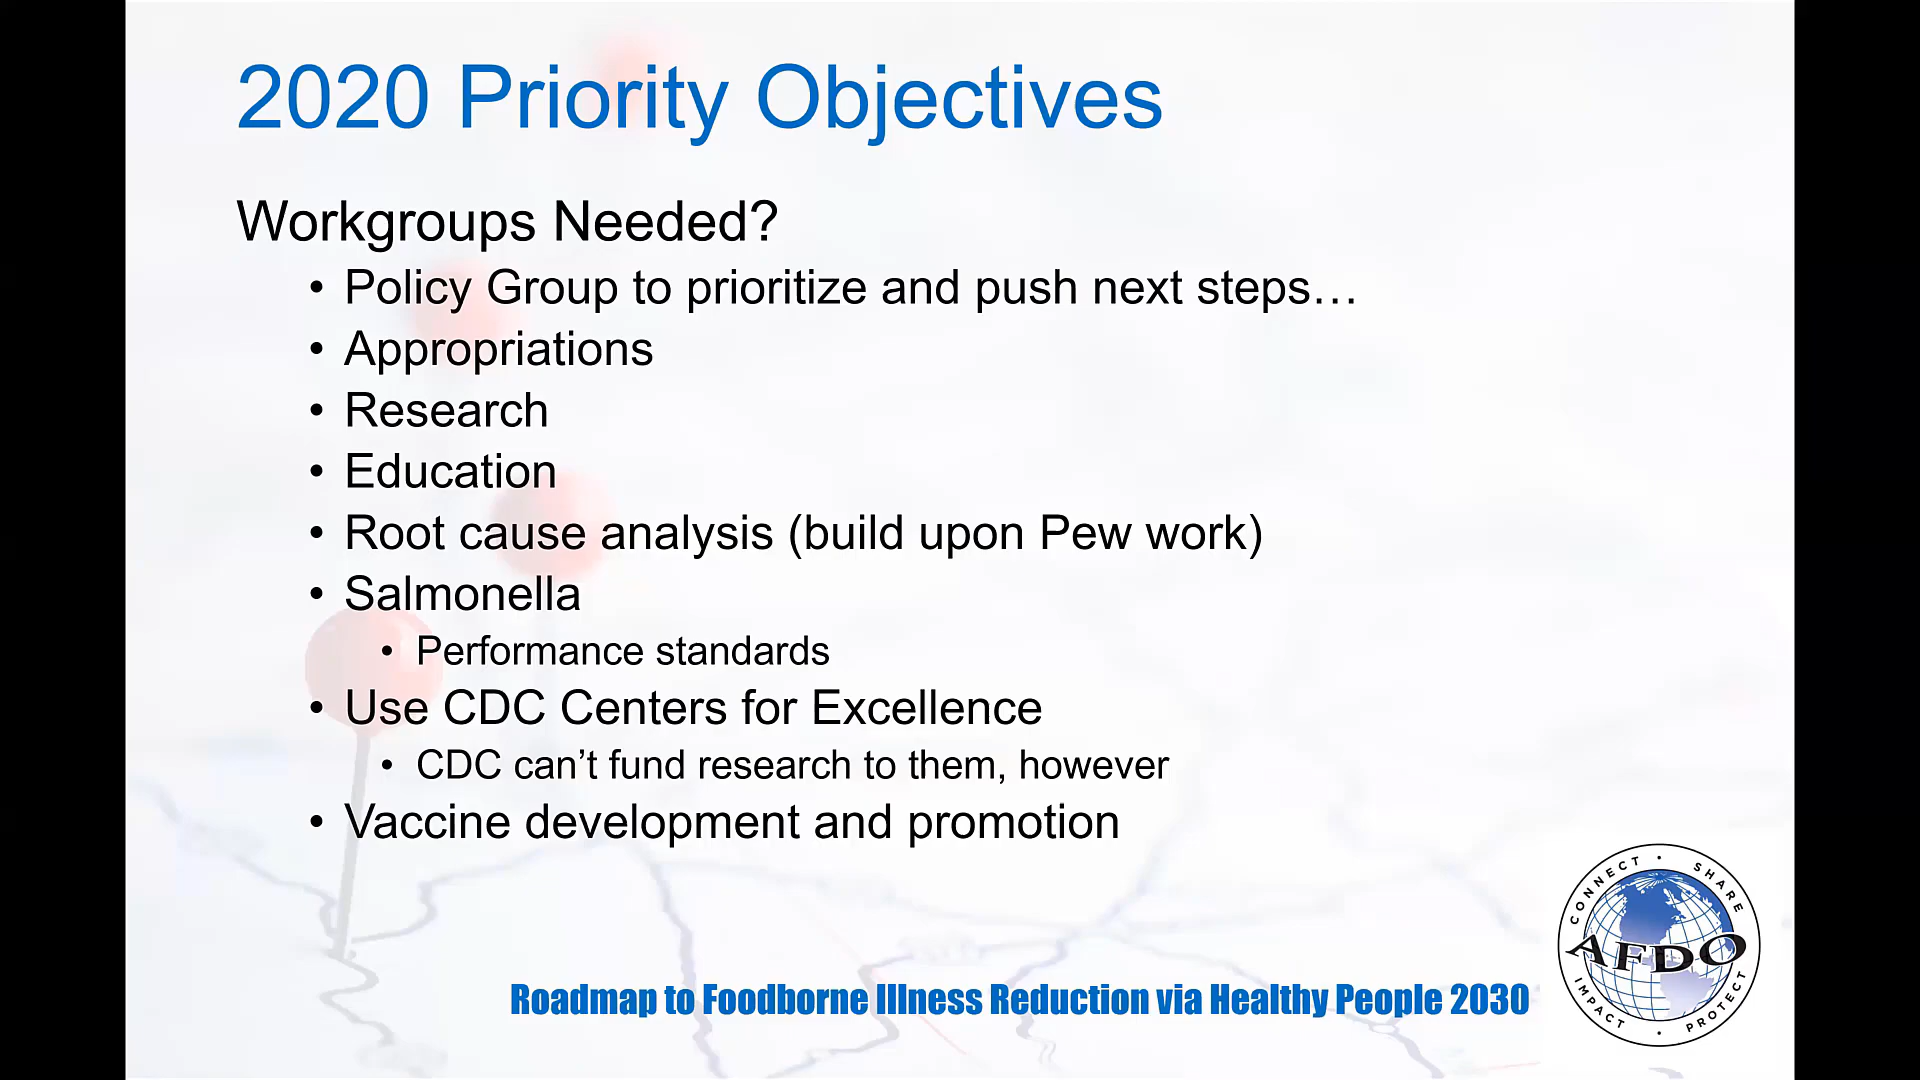 2020 Priority Objectives
Workgroups Needed?
• Policy Group to prioritize and push next steps…
• Appropriations
• Research
• Education
• Root cause analysis (build upon Pew work)
• Salmonella
• Performance standards
• Use CDC Centers for Excellence
• CDC can’t fund research to them, however
• Vaccine development and promotion
Roadmap to Foodborne Illness Reduction via Healthy People 2030
CONNECT • SHARE
AFDO
IMPACT • PROTECT